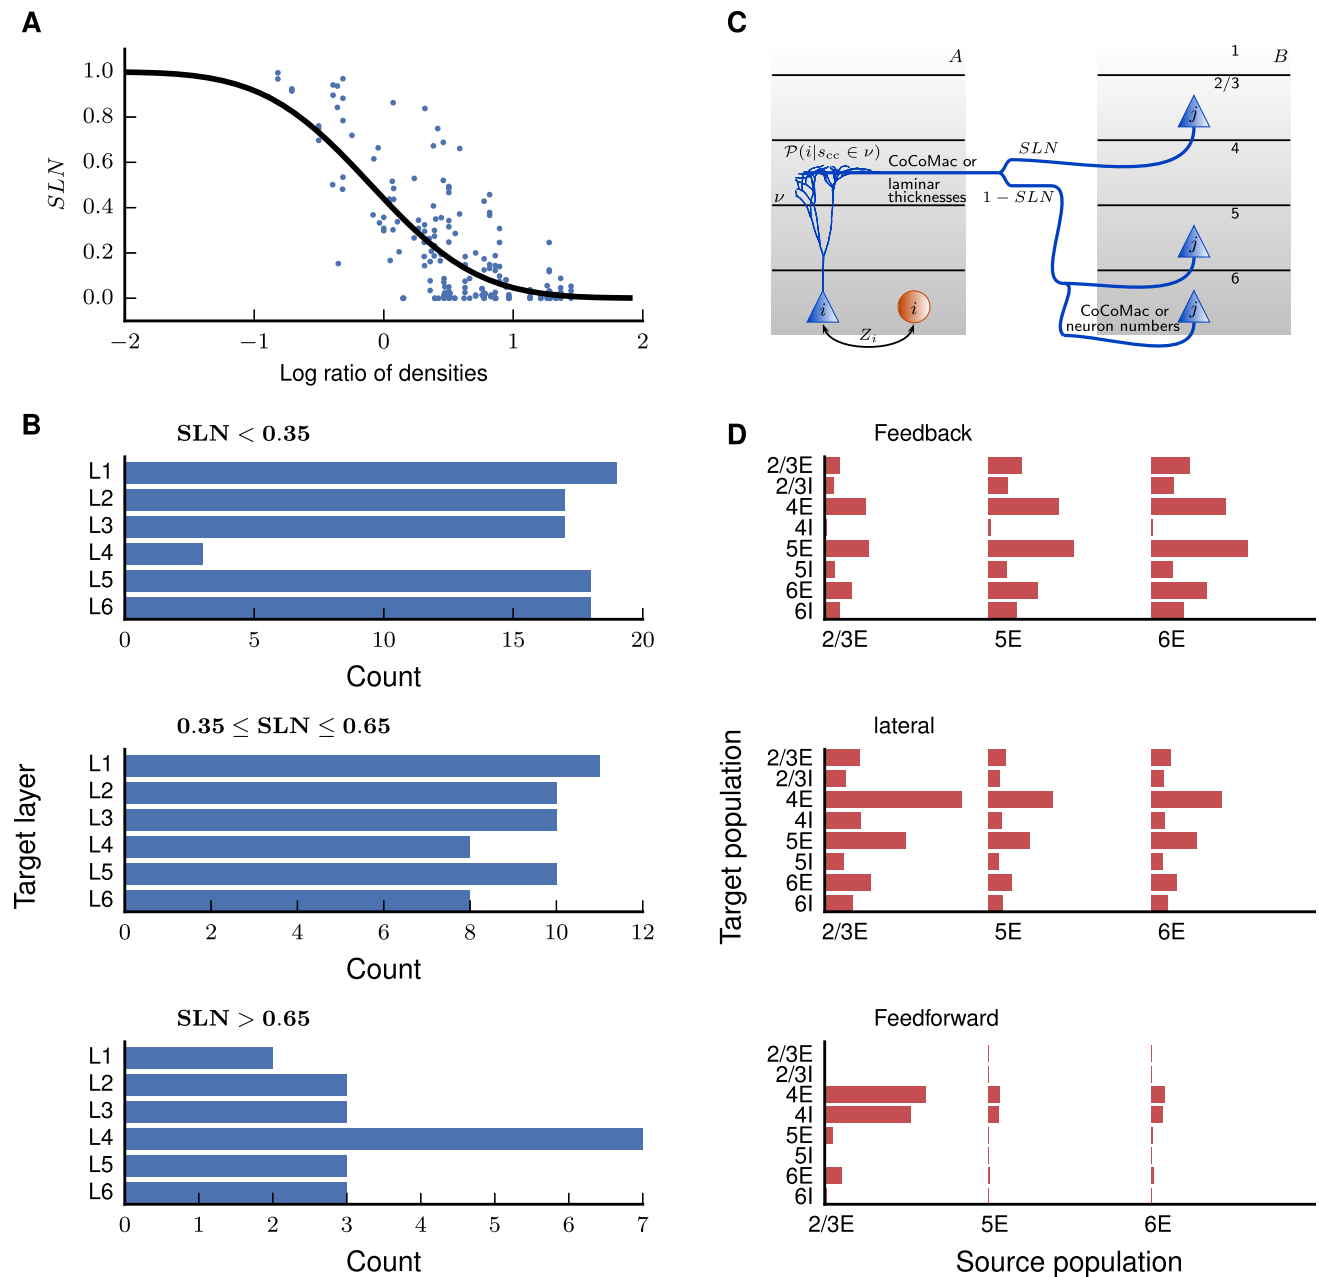 A
1.0
0.8
0.6
0.4
0.2
0.0
SLN
−2
−1
0
1
2
Log ratio of densities
C
A
B
1
2/3
4
5
6
P(i|s_cc ∈ ν)
ν
CoCoMac or
laminar
thicknesses
SLN
1 − SLN
j
j
j
i
i
Z_i
CoCoMac or
neuron numbers
B
Target layer
SLN < 0.35
L1
L2
L3
L4
L5
L6
0 5 10 15 20
Count
0.35 ≤ SLN ≤ 0.65
L1
L2
L3
L4
L5
L6
0 2 4 6 8 10 12
Count
SLN > 0.65
L1
L2
L3
L4
L5
L6
0 1 2 3 4 5 6 7
Count
D
Target population
Feedback
2/3E
2/3I
4E
4I
5E
5I
6E
6I
2/3E 5E 6E
lateral
2/3E
2/3I
4E
4I
5E
5I
6E
6I
2/3E 5E 6E
Feedforward
2/3E
2/3I
4E
4I
5E
5I
6E
6I
2/3E 5E 6E
Source population